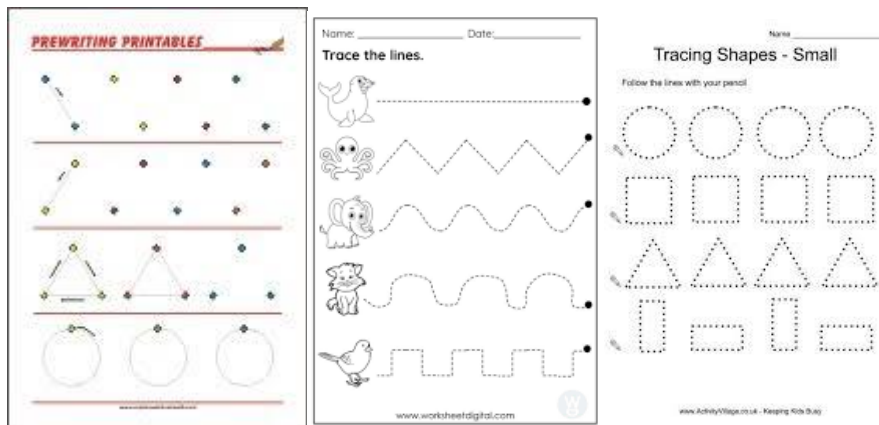 PREWRITING PRINTABLES
Name: Date:
Trace the lines.
www.worksheetdigital.com
Name
Tracing Shapes - Small
Follow the lines with your pencil
www.ActivityVillage.co.uk - Keeping Kids Busy